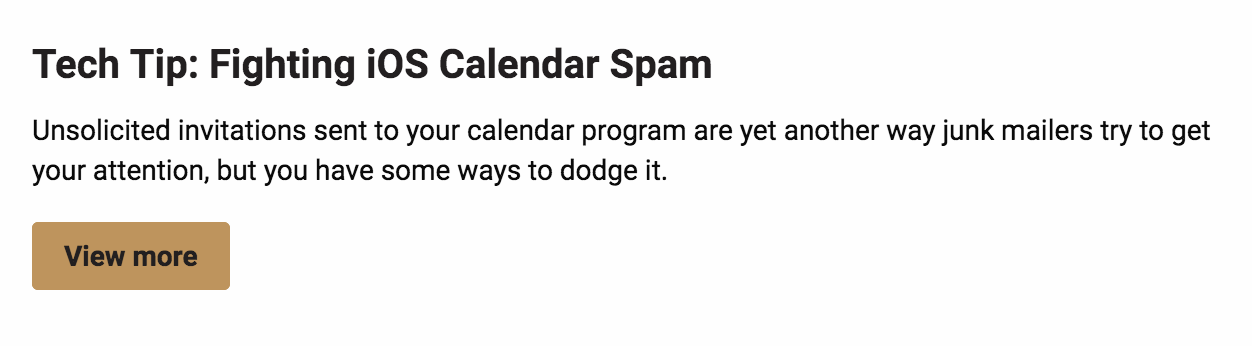 Tech Tip: Fighting iOS Calendar Spam
Unsolicited invitations sent to your calendar program are yet another way junk mailers try to get
your attention, but you have some ways to dodge it.
View more